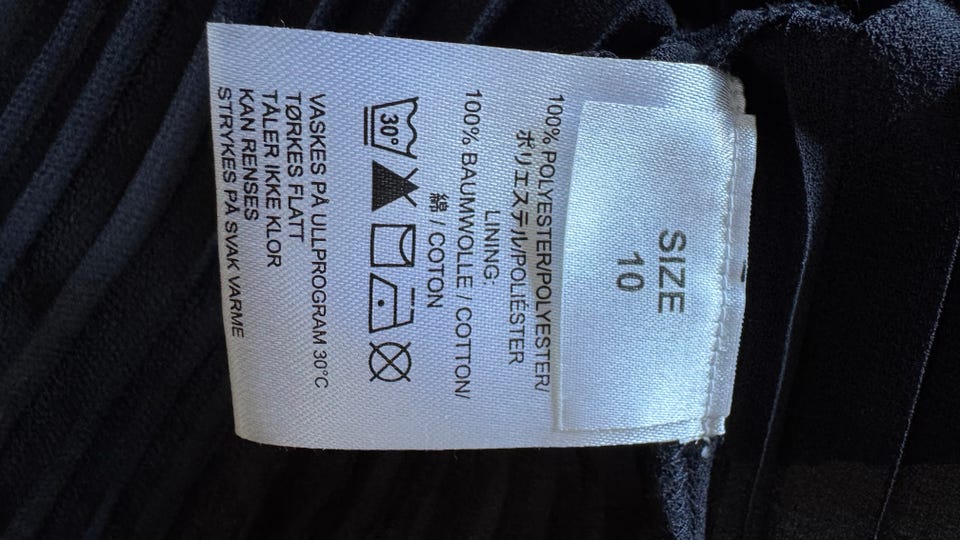 SIZE
10
100% POLYESTER/POLYESTER/
ポリエステル/POLIÉSTER
LINING:
100% BAUMWOLLE / COTTON/
綿 / COTON
30°
VASKES PÅ ULLPROGRAM 30°C
TØRKES FLATT
TÅLER IKKE KLOR
KAN RENSES
STRYKES PÅ SVAK VARME